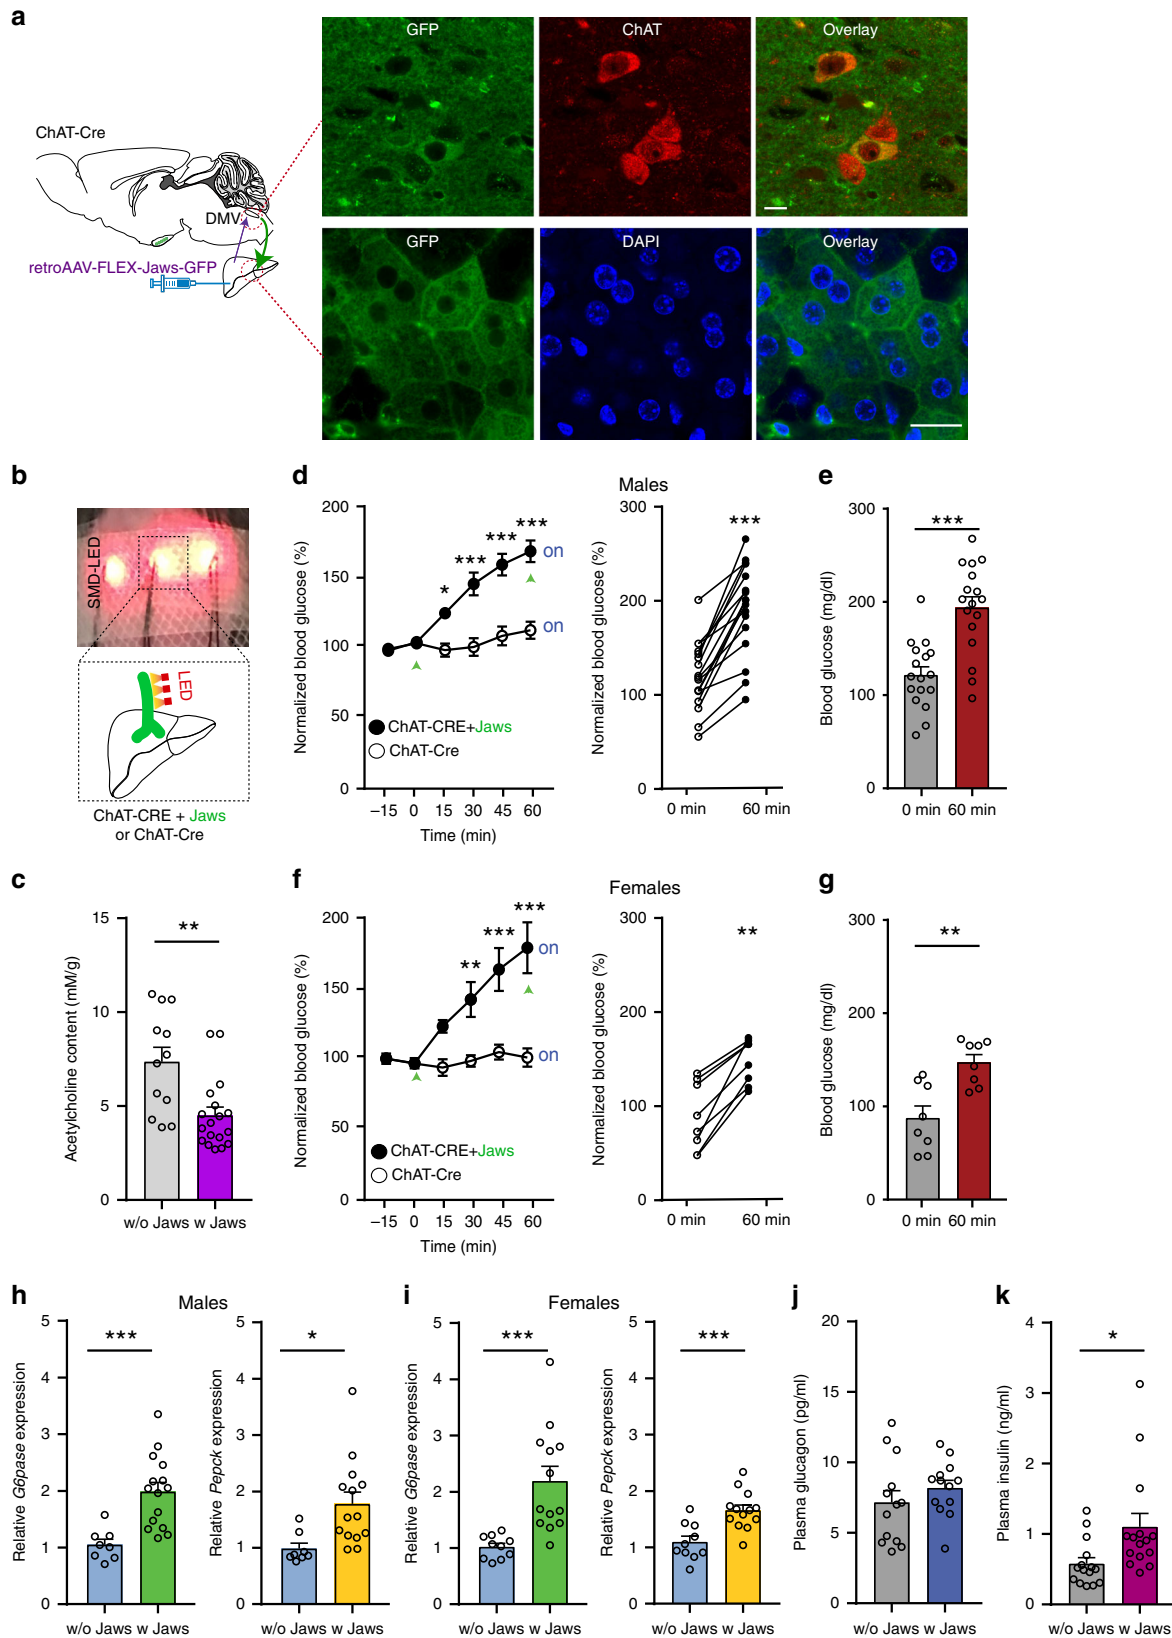 a
GFP
ChAT
Overlay
ChAT-Cre
DMV
retroAAV-FLEX-Jaws-GFP
GFP
DAPI
Overlay
b
SMD-LED
LED
ChAT-CRE + Jaws
or ChAT-Cre
d
Males
Normalized blood glucose (%)
200
150
100
50
0
* *** *** ***
on
on
ChAT-CRE+Jaws
ChAT-Cre
–15 0 15 30 45 60
Time (min)
Normalized blood glucose (%)
300
200
100
0
***
0 min 60 min
e
Blood glucose (mg/dl)
300
200
100
0
***
0 min 60 min
c
Acetylcholine content (mM/g)
15
10
5
0
**
w/o Jaws w Jaws
f
Females
Normalized blood glucose (%)
200
150
100
50
0
** *** ***
on
on
ChAT-CRE+Jaws
ChAT-Cre
–15 0 15 30 45 60
Time (min)
Normalized blood glucose (%)
300
200
100
0
**
0 min 60 min
g
Blood glucose (mg/dl)
300
200
100
0
**
0 min 60 min
h
Males
Relative G6pase expression
5
4
3
2
1
0
***
w/o Jaws w Jaws
Relative Pepck expression
5
4
3
2
1
0
*
w/o Jaws w Jaws
i
Females
Relative G6pase expression
5
4
3
2
1
0
***
w/o Jaws w Jaws
Relative Pepck expression
5
4
3
2
1
0
***
w/o Jaws w Jaws
j
Plasma glucagon (pg/ml)
20
15
10
5
0
w/o Jaws w Jaws
k
Plasma insulin (ng/ml)
4
3
2
1
0
*
w/o Jaws w Jaws